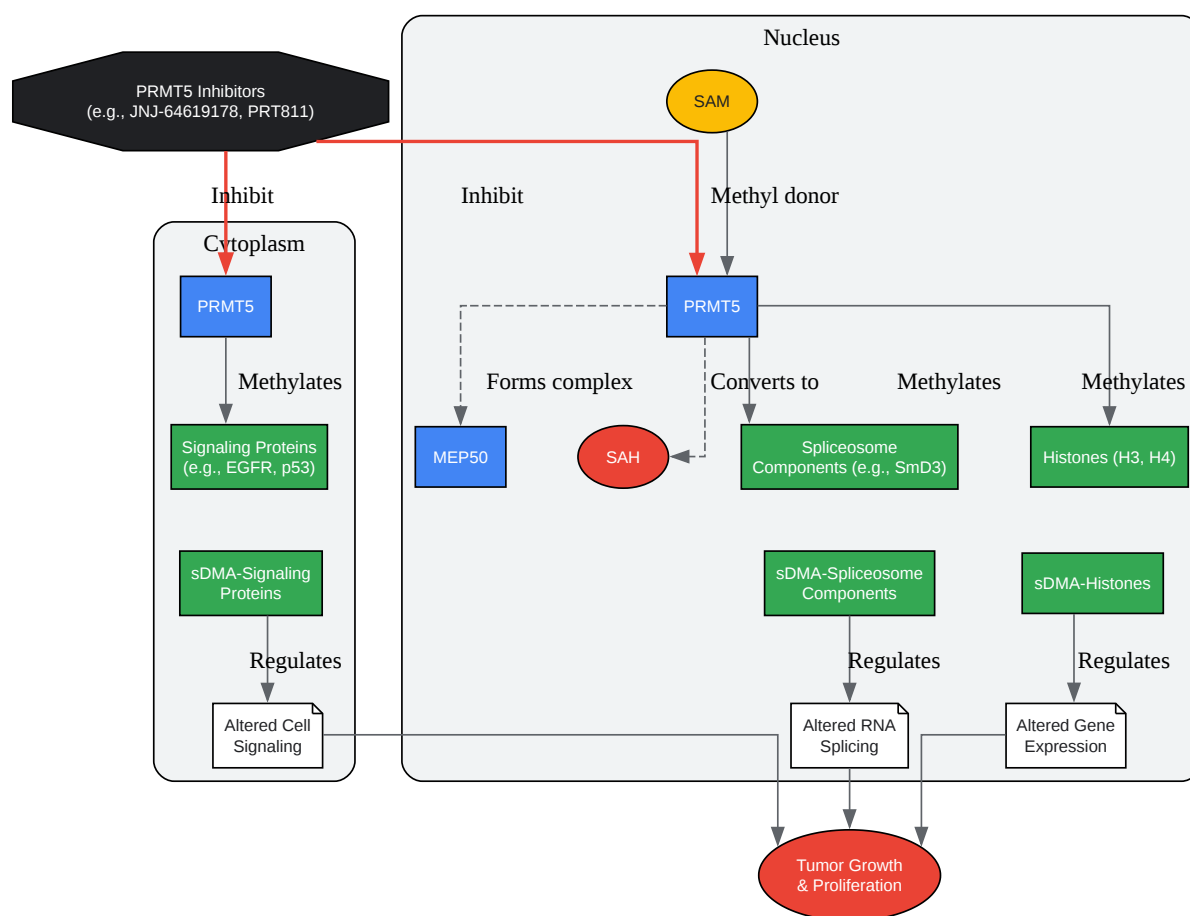 Nucleus
PRMT5 Inhibitors
(e.g., JNJ-64619178, PRT811)
SAM
Inhibit
Inhibit
Methyl donor
Cytoplasm
PRMT5
PRMT5
Methylates
Forms complex
Converts to
Methylates
Methylates
Signaling Proteins
(e.g., EGFR, p53)
MEP50
SAH
Spliceosome
Components (e.g., SmD3)
Histones (H3, H4)
sDMA-Signaling
Proteins
sDMA-Spliceosome
Components
sDMA-Histones
Regulates
Regulates
Regulates
Altered Cell
Signaling
Altered RNA
Splicing
Altered Gene
Expression
Tumor Growth
& Proliferation